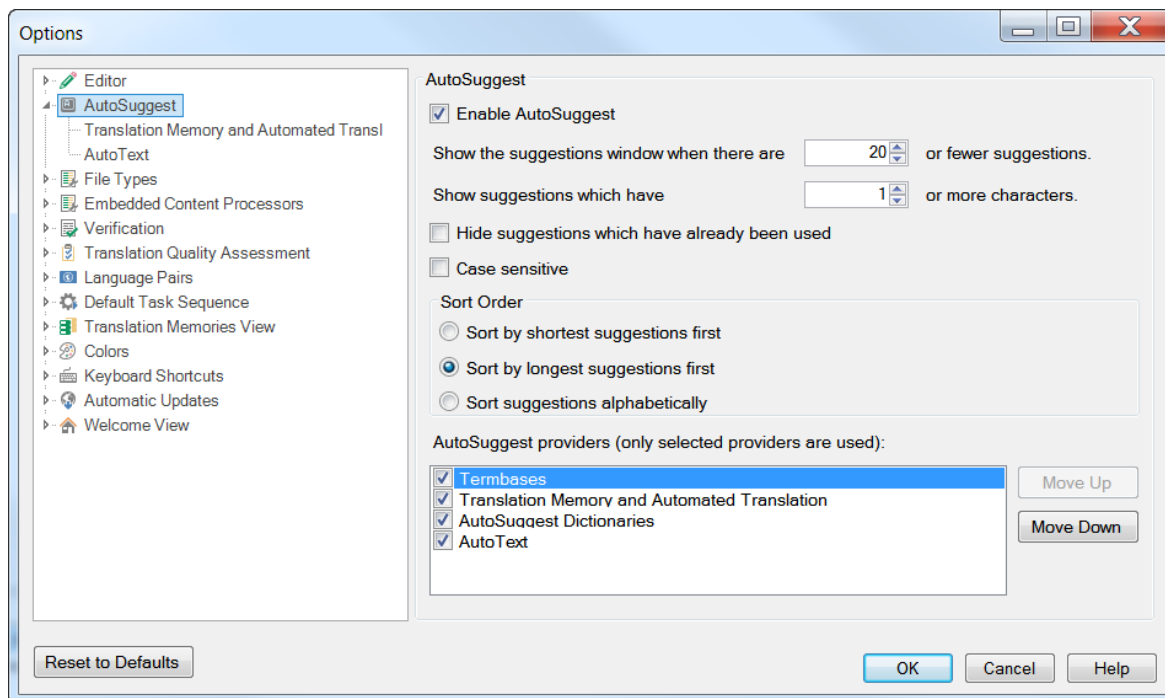 Options
Editor
AutoSuggest
Translation Memory and Automated Transl
AutoText
File Types
Embedded Content Processors
Verification
Translation Quality Assessment
Language Pairs
Default Task Sequence
Translation Memories View
Colors
Keyboard Shortcuts
Automatic Updates
Welcome View
AutoSuggest
Enable AutoSuggest
Show the suggestions window when there are 20 or fewer suggestions.
Show suggestions which have 1 or more characters.
Hide suggestions which have already been used
Case sensitive
Sort Order
Sort by shortest suggestions first
Sort by longest suggestions first
Sort suggestions alphabetically
AutoSuggest providers (only selected providers are used):
Termbases
Translation Memory and Automated Translation
AutoSuggest Dictionaries
AutoText
Move Up
Move Down
Reset to Defaults
OK
Cancel
Help